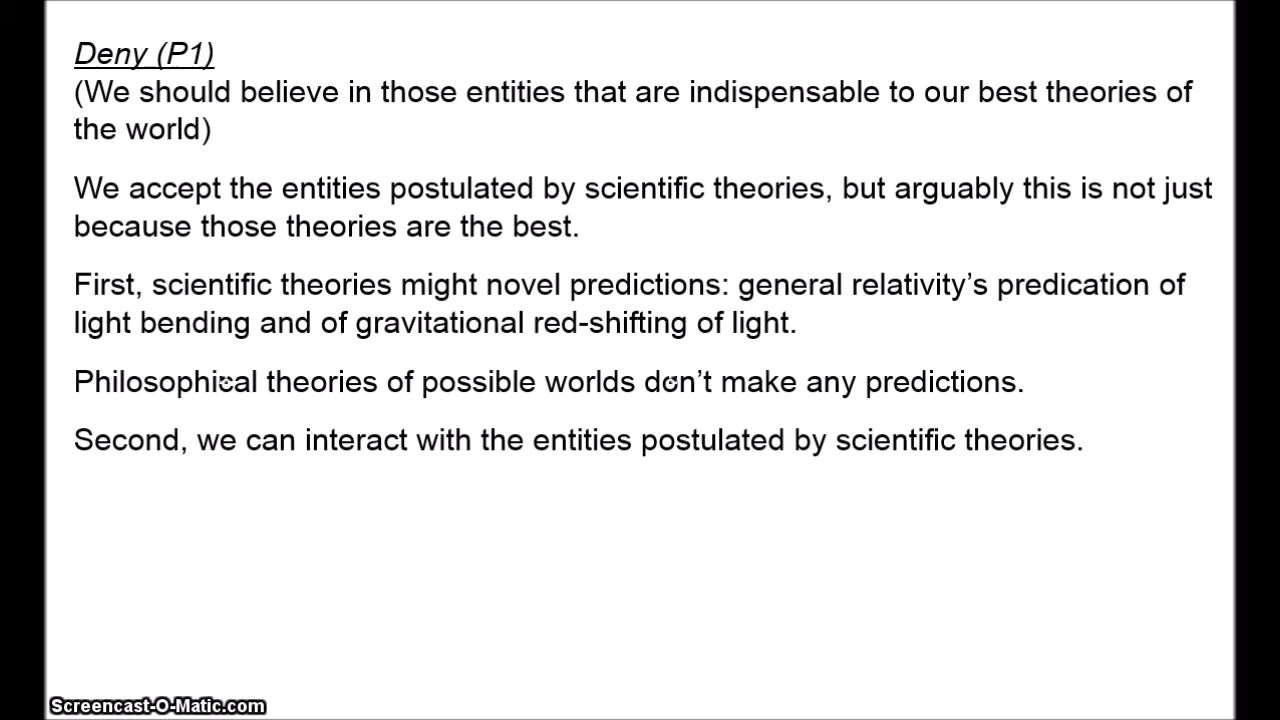 Deny (P1)
(We should believe in those entities that are indispensable to our best theories of
the world)
We accept the entities postulated by scientific theories, but arguably this is not just
because those theories are the best.
First, scientific theories might novel predictions: general relativity’s predication of
light bending and of gravitational red-shifting of light.
Philosophical theories of possible worlds don’t make any predictions.
Second, we can interact with the entities postulated by scientific theories.
Screencast-O-Matic.com